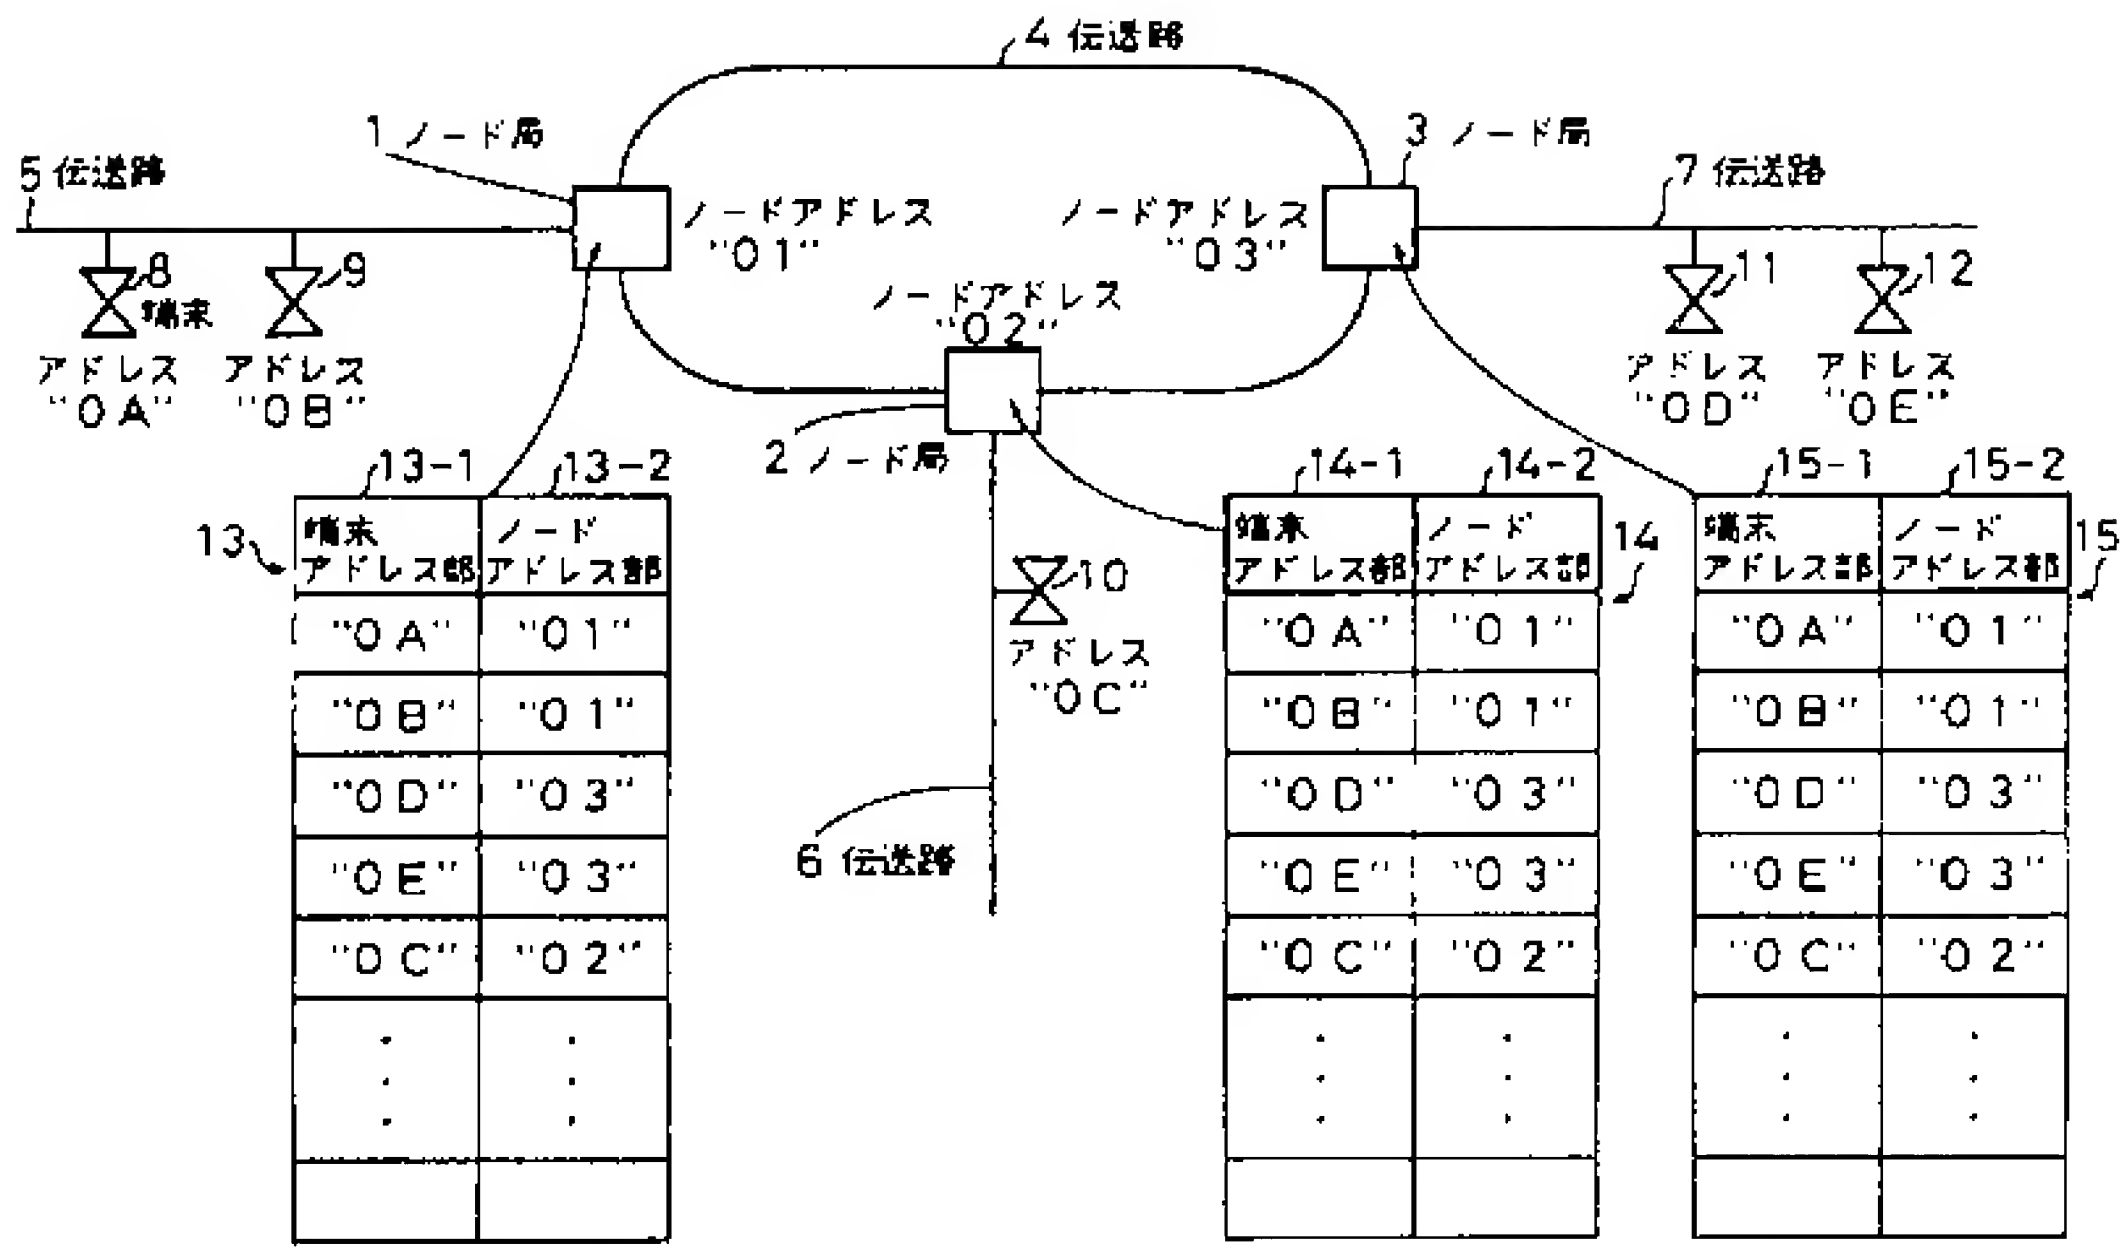 4 伝送路
1 ノード局
3 ノード局
5 伝送路
7 伝送路
ノードアドレス
"01"
ノードアドレス
"03"
ノードアドレス
"02"
8
端末
9
11
12
アドレス
"0A"
アドレス
"0B"
アドレス
"0D"
アドレス
"0E"
2 ノード局
10
アドレス
"0C"
6 伝送路
13
13-1
13-2
端末
アドレス部
ノード
アドレス部
"0A" "01"
"0B" "01"
"0D" "03"
"0E" "03"
"0C" "02"
14-1
14-2
14
端末
アドレス部
ノード
アドレス部
"0A" "01"
"0B" "01"
"0D" "03"
"0E" "03"
"0C" "02"
15-1
15-2
15
端末
アドレス部
ノード
アドレス部
"0A" "01"
"0B" "01"
"0D" "03"
"0E" "03"
"0C" "02"